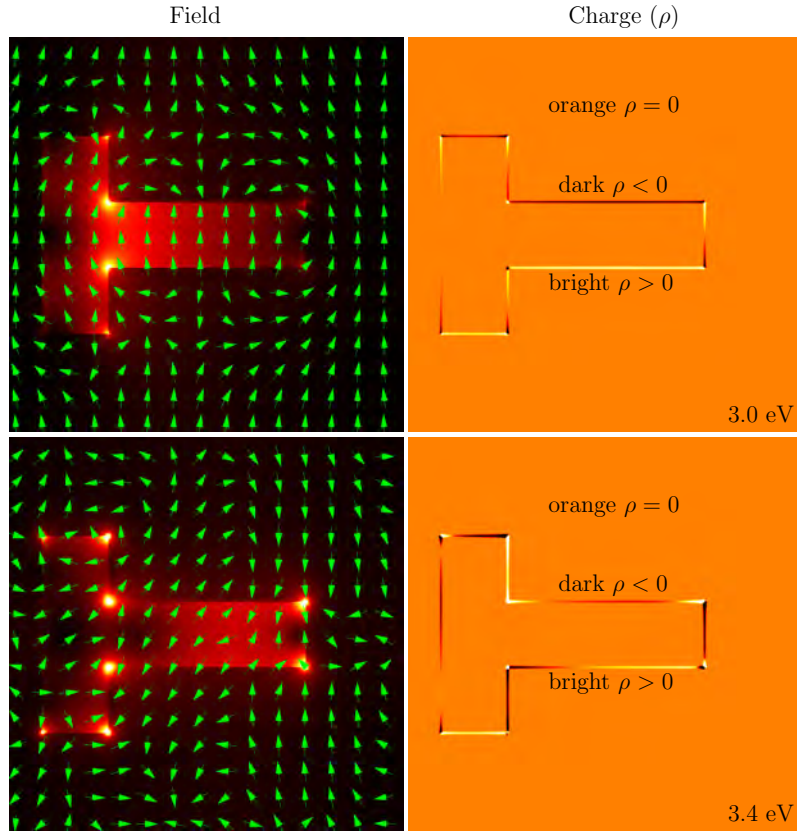 Field
Charge (ρ)
orange ρ = 0
dark ρ < 0
bright ρ > 0
3.0 eV
orange ρ = 0
dark ρ < 0
bright ρ > 0
3.4 eV